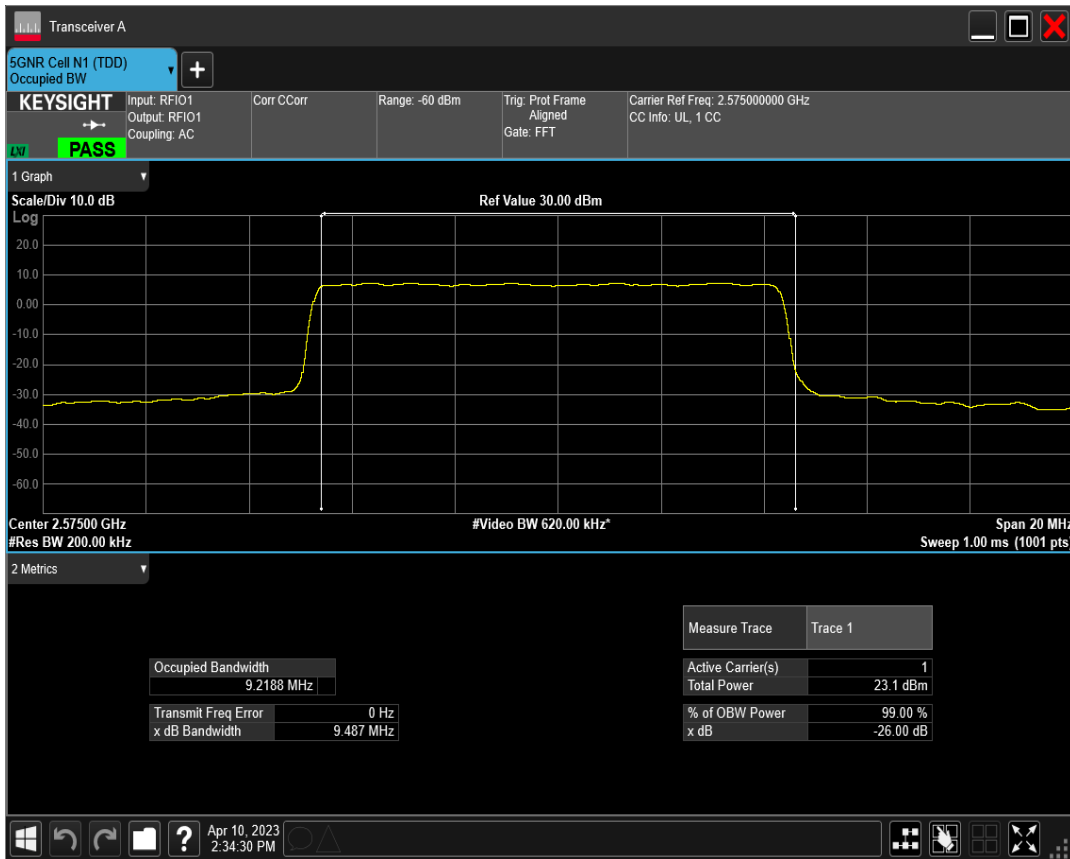 Transceiver A
5GNR Cell N1 (TDD)
Occupied BW
+
KEYSIGHT
LXI
PASS
Input: RFIO1
Output: RFIO1
Coupling: AC
Corr CCorr
Range: -60 dBm
Trig: Prot Frame
Aligned
Gate: FFT
Carrier Ref Freq: 2.575000000 GHz
CC Info: UL, 1 CC
1 Graph
Scale/Div 10.0 dB
Ref Value 30.00 dBm
Log
20.0
10.0
0.00
-10.0
-20.0
-30.0
-40.0
-50.0
-60.0
Center 2.57500 GHz
#Video BW 620.00 kHz*
Span 20 MHz
#Res BW 200.00 kHz
Sweep 1.00 ms (1001 pts)
2 Metrics
Measure Trace Trace 1
Occupied Bandwidth
9.2188 MHz
Transmit Freq Error 0 Hz
x dB Bandwidth 9.487 MHz
Active Carrier(s) 1
Total Power 23.1 dBm
% of OBW Power 99.00 %
x dB -26.00 dB
?
Apr 10, 2023
2:34:30 PM